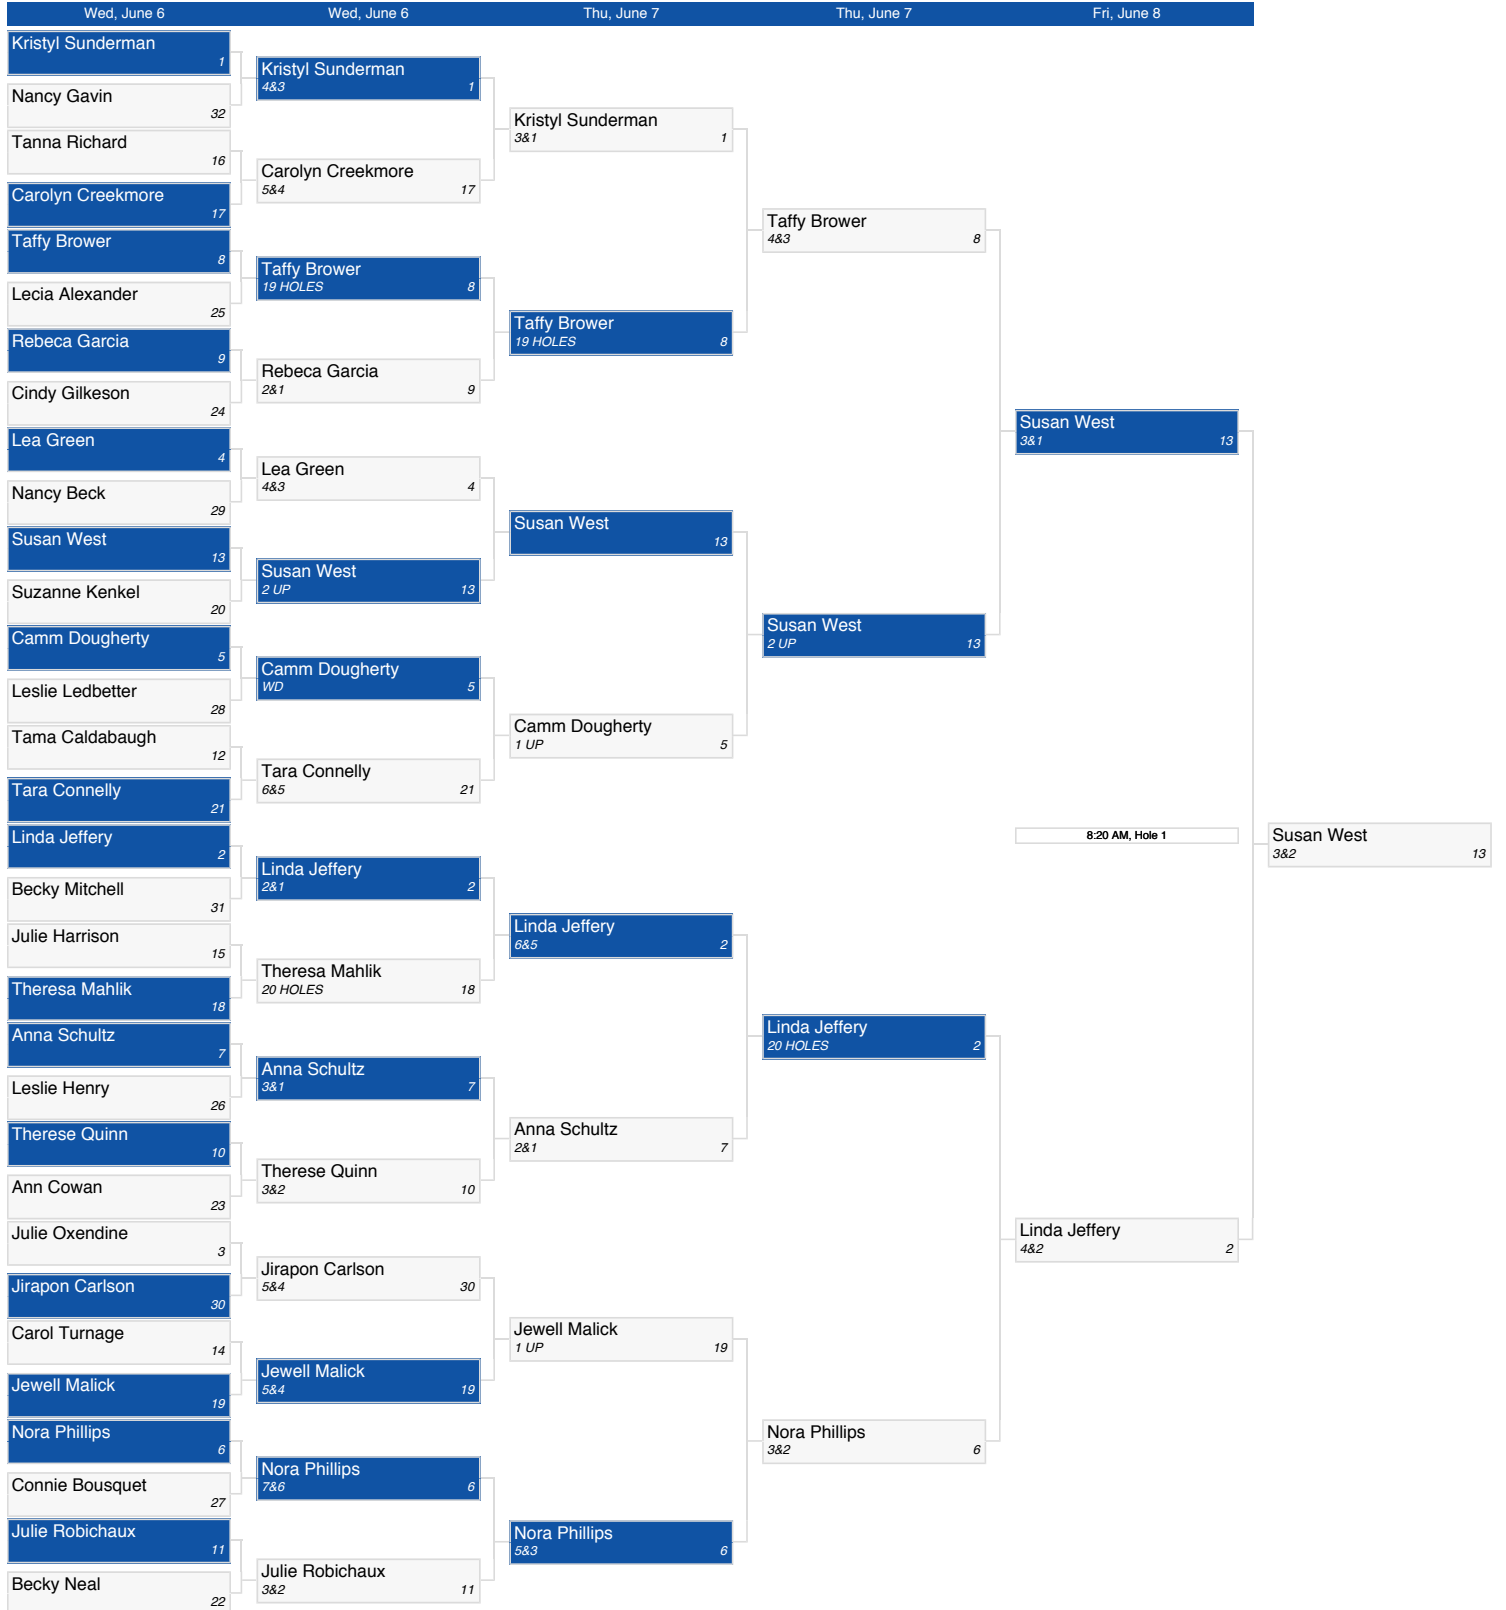 Wed, June 6
Wed, June 6
Thu, June 7
Thu, June 7
Fri, June 8
Kristyl Sunderman
1
Nancy Gavin
32
Tanna Richard
16
Carolyn Creekmore
17
Taffy Brower
8
Lecia Alexander
25
Rebeca Garcia
9
Cindy Gilkeson
24
Lea Green
4
Nancy Beck
29
Susan West
13
Suzanne Kenkel
20
Camm Dougherty
5
Leslie Ledbetter
28
Tama Caldabaugh
12
Tara Connelly
21
Linda Jeffery
2
Becky Mitchell
31
Julie Harrison
15
Theresa Mahlik
18
Anna Schultz
7
Leslie Henry
26
Therese Quinn
10
Ann Cowan
23
Julie Oxendine
3
Jirapon Carlson
30
Carol Turnage
14
Jewell Malick
19
Nora Phillips
6
Connie Bousquet
27
Julie Robichaux
11
Becky Neal
22
Kristyl Sunderman
4&3 1
Carolyn Creekmore
5&4 17
Taffy Brower
19 HOLES 8
Rebeca Garcia
2&1 9
Lea Green
4&3 4
Susan West
2 UP 13
Camm Dougherty
WD 5
Tara Connelly
6&5 21
Linda Jeffery
2&1 2
Theresa Mahlik
20 HOLES 18
Anna Schultz
3&1 7
Therese Quinn
3&2 10
Jirapon Carlson
5&4 30
Jewell Malick
5&4 19
Nora Phillips
7&6 6
Julie Robichaux
3&2 11
Kristyl Sunderman
3&1 1
Taffy Brower
19 HOLES 8
Susan West
13
Camm Dougherty
1 UP 5
Linda Jeffery
6&5 2
Anna Schultz
2&1 7
Jewell Malick
1 UP 19
Nora Phillips
5&3 6
Taffy Brower
4&3 8
Susan West
2 UP 13
Linda Jeffery
20 HOLES 2
Nora Phillips
3&2 6
Susan West
3&1 13
8:20 AM, Hole 1
Linda Jeffery
4&2 2
Susan West
3&2 13